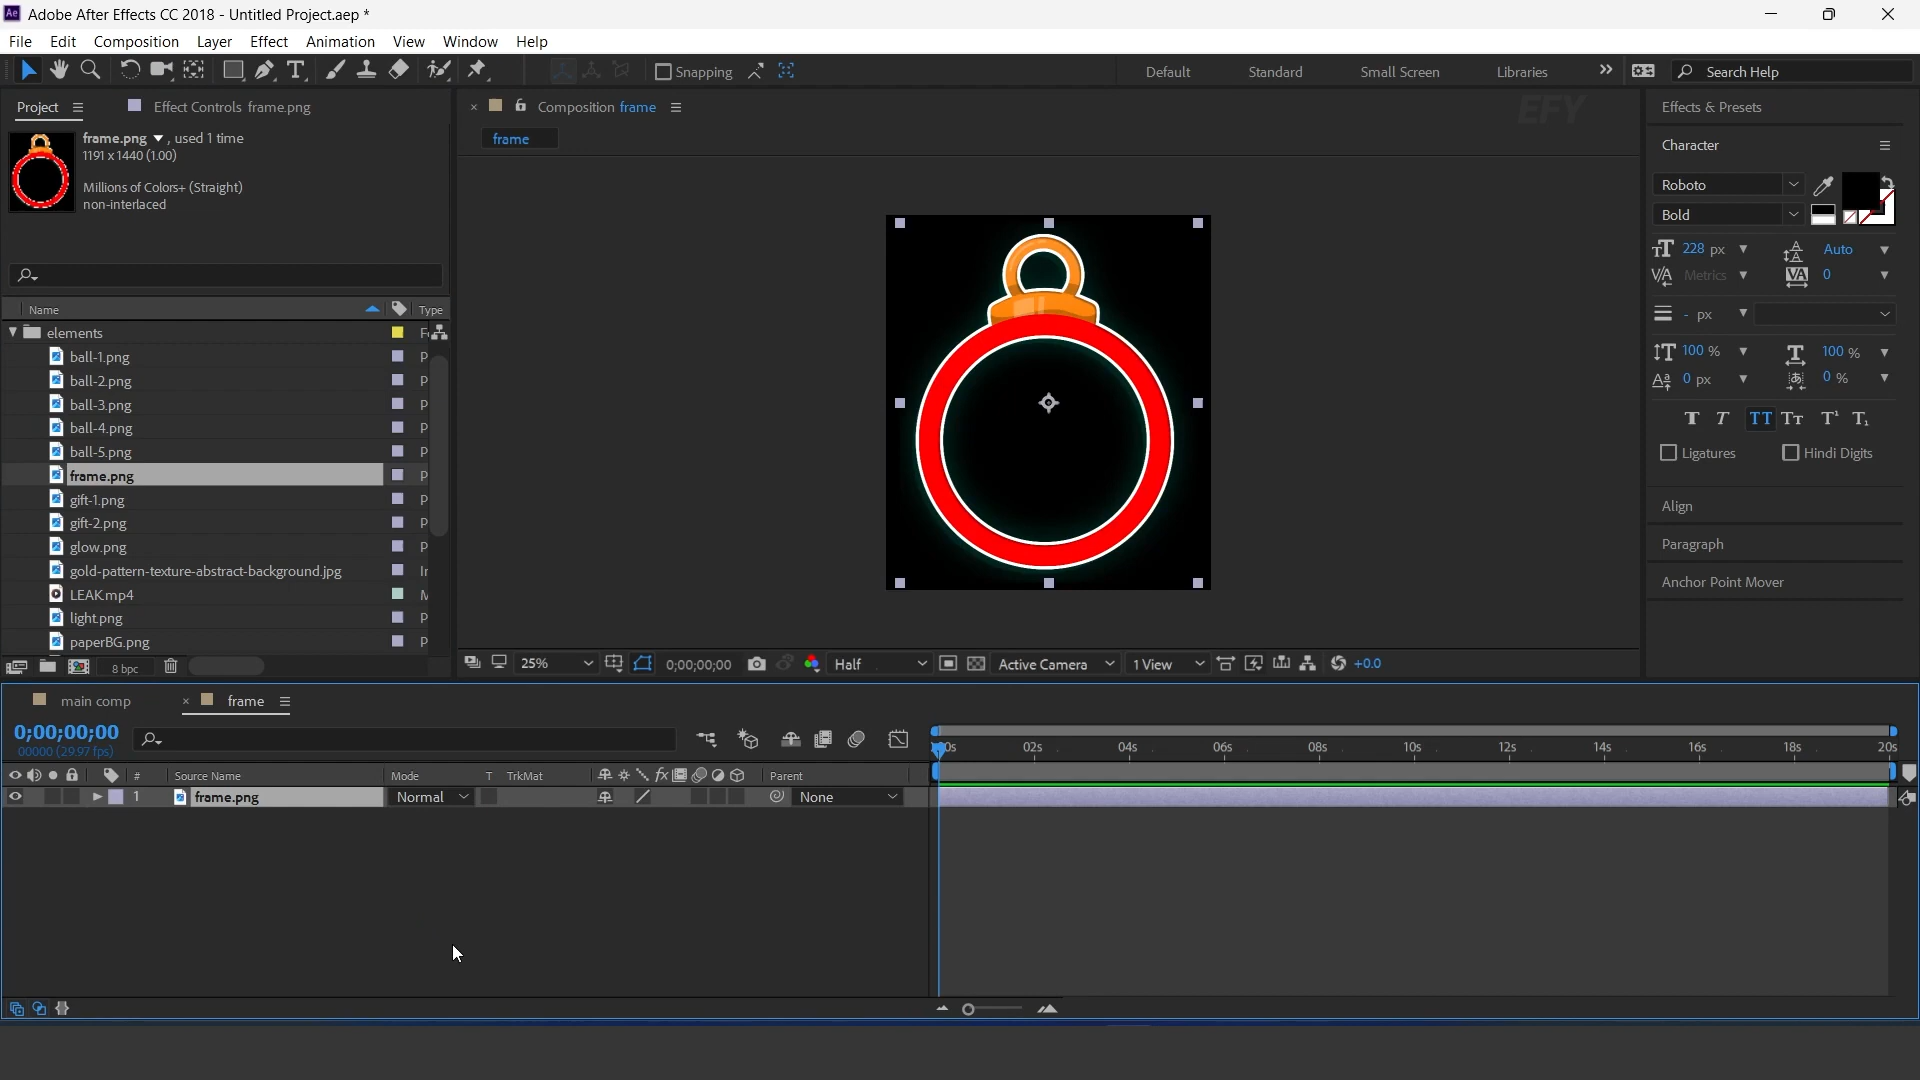 Adobe After Effects CC 2018 - Untitled Project.aep *
File Edit Composition Layer Effect Animation View Window Help
Snapping
Default Standard Small Screen Libraries Search Help
Project Effect Controls frame.png
Composition frame
EFY
Effects & Presets
frame.png , used 1 time
1191 x 1440 (1.00)
Millions of Colors+ (Straight)
non-interlaced
frame
Character
Roboto
Bold
228 px Auto
Metrics 0
- px
100 % 100 %
0 px 0 %
Ligatures Hindi Digits
Align
Paragraph
Anchor Point Mover
Name Type
elements F
ball-1.png P
ball-2.png P
ball-3.png P
ball-4.png P
ball-5.png P
frame.png P
gift-1.png P
gift-2.png P
glow.png P
gold-pattern-texture-abstract-background.jpg
LEAK.mp4
light.png P
paperBG.png P
8 bpc
25% 0;00;00;00 Half Active Camera 1 View +0.0
main comp frame
0;00;00;00
00000 (29.97 fps)
02s 04s 06s 08s 10s 12s 14s 16s 18s 20s
# Source Name Mode T TrkMat Parent
1 frame.png Normal None